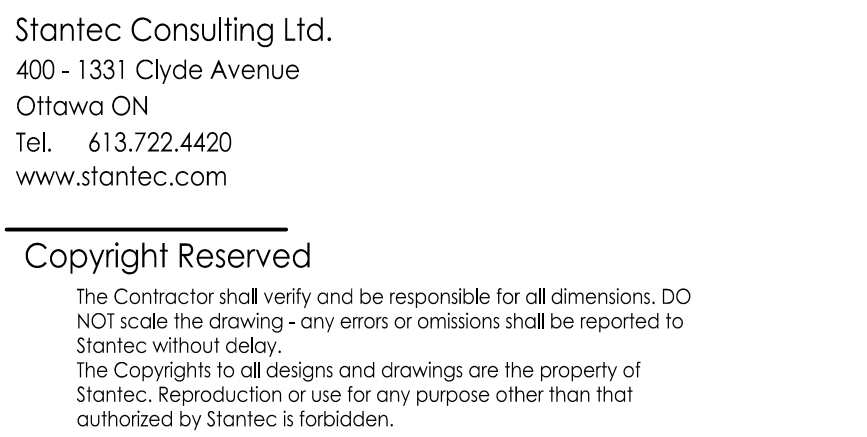 Stantec Consulting Ltd.
400 - 1331 Clyde Avenue
Ottawa ON
Tel. 613.722.4420
www.stantec.com
Copyright Reserved
The Contractor shall verify and be responsible for all dimensions. DO
NOT scale the drawing - any errors or omissions shall be reported to
Stantec without delay.
The Copyrights to all designs and drawings are the property of
Stantec. Reproduction or use for any purpose other than that
authorized by Stantec is forbidden.